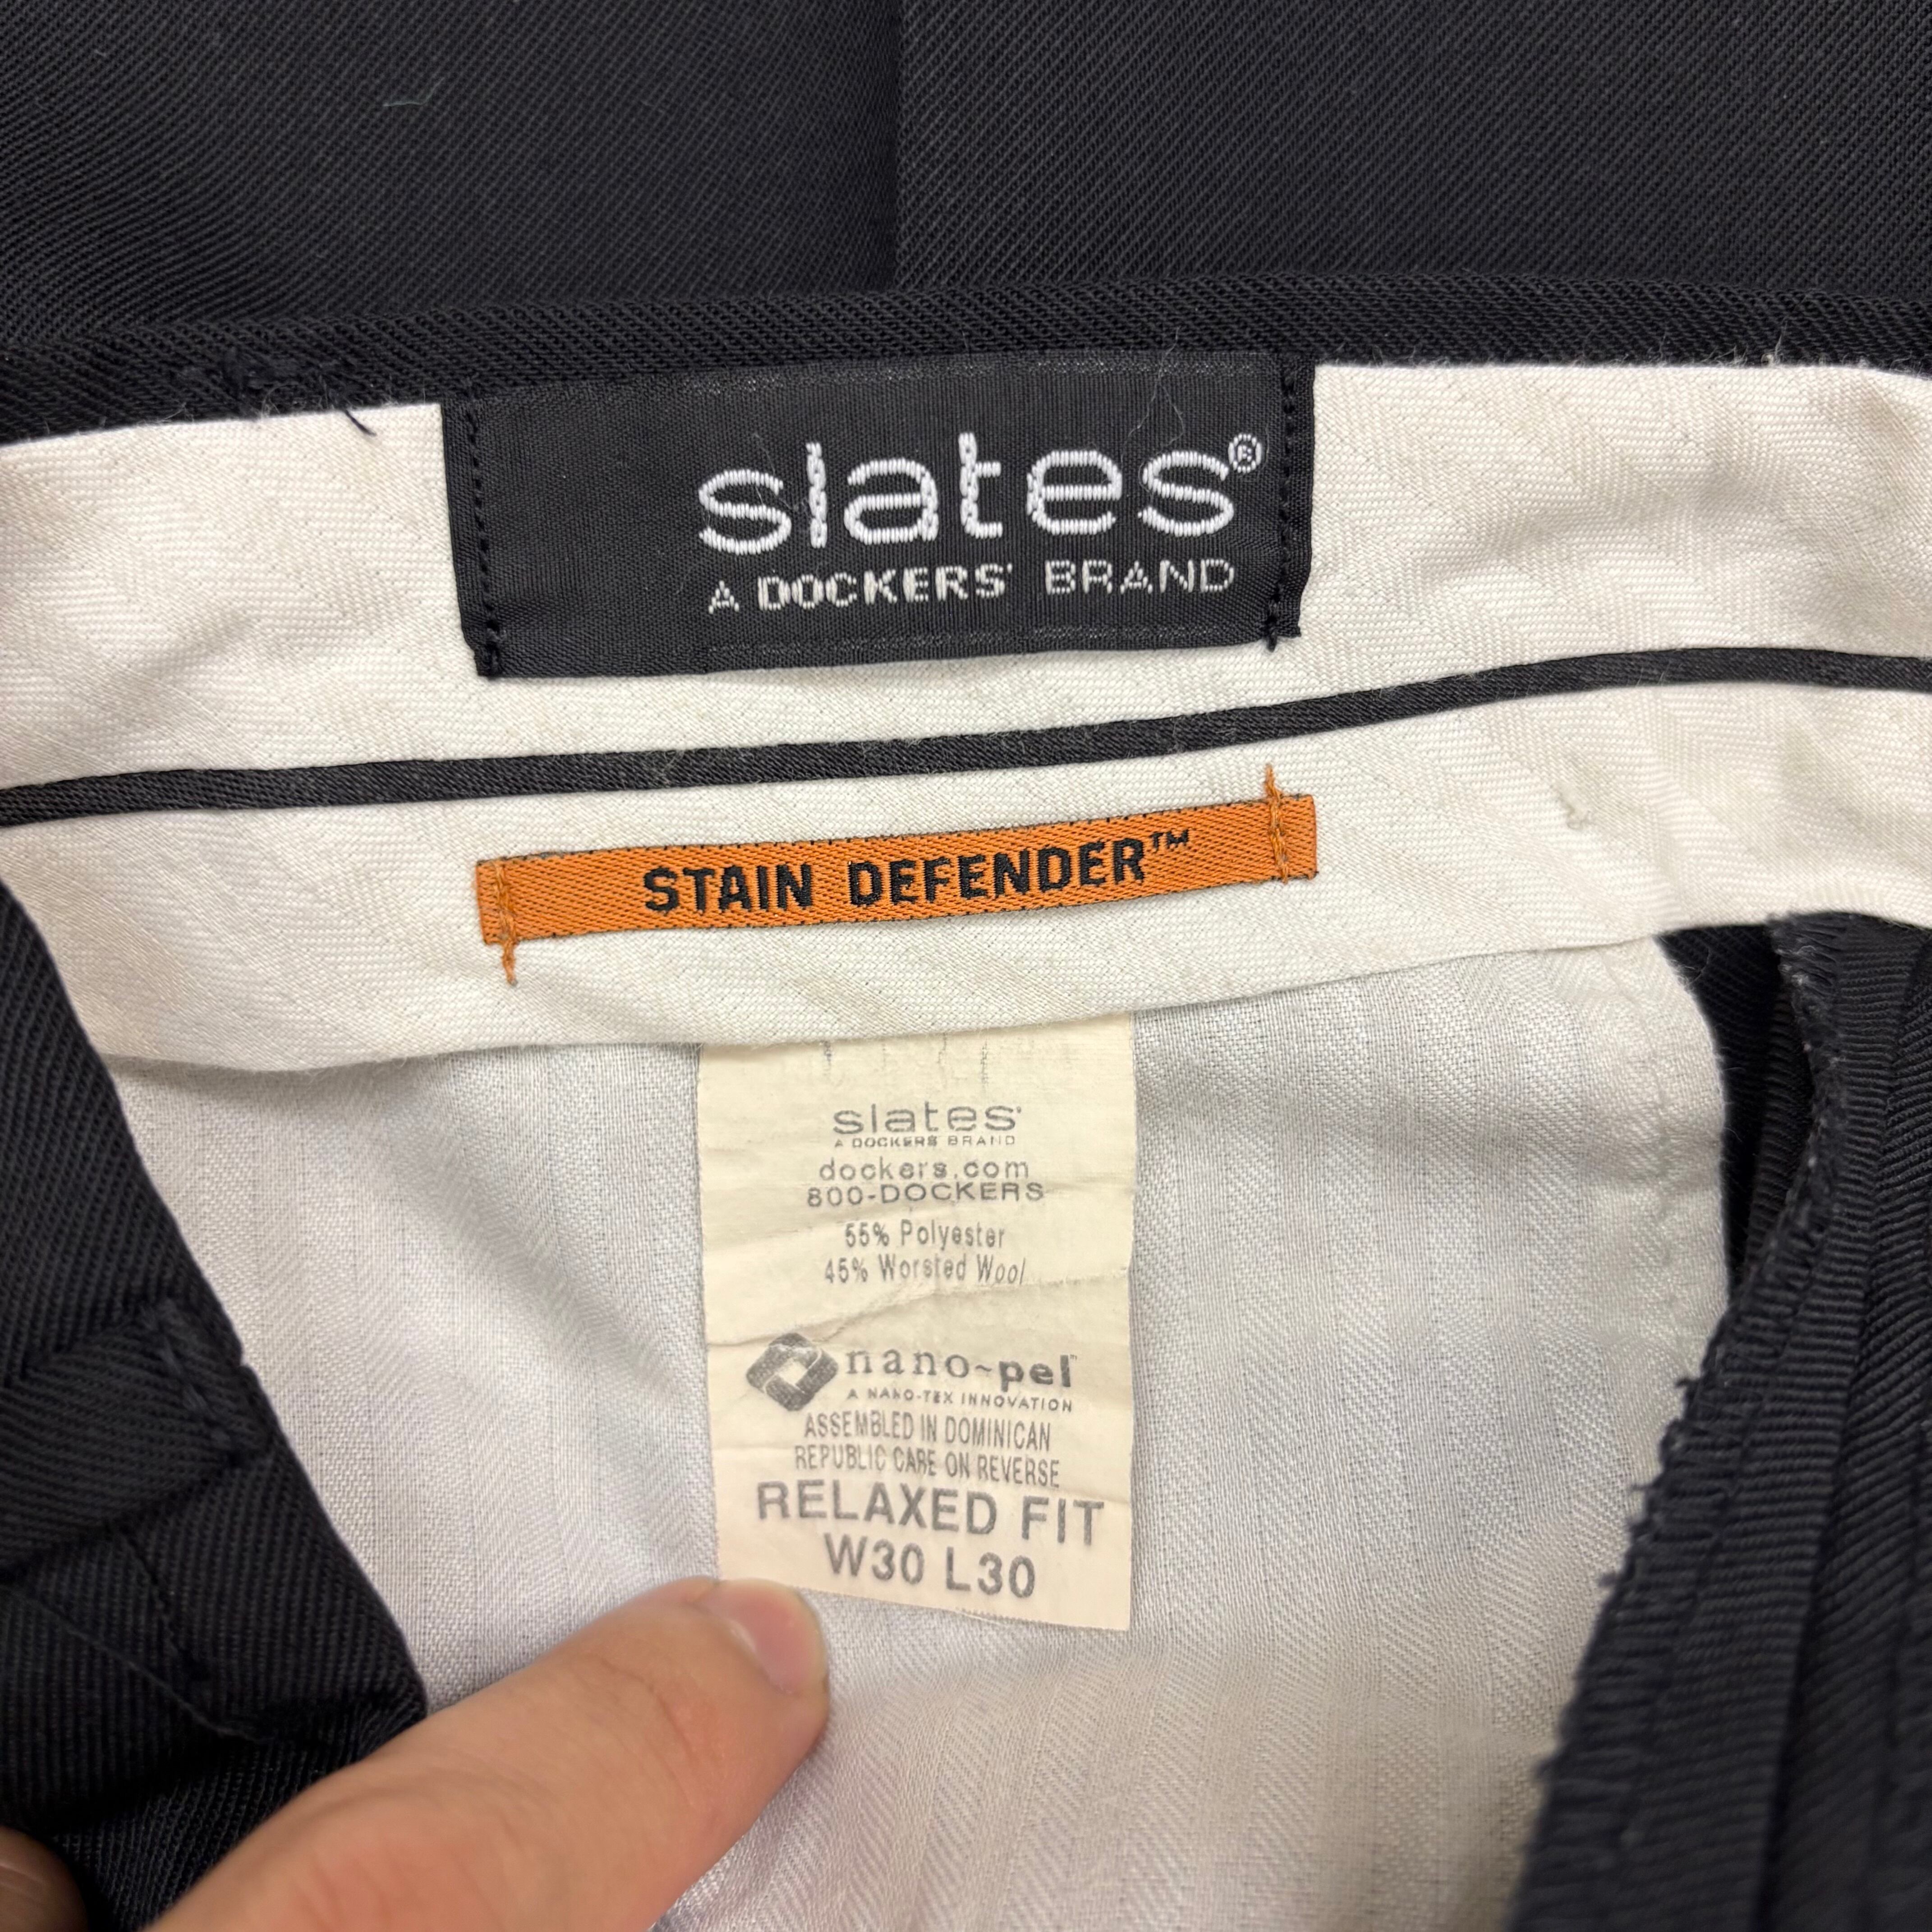 slates®
A DOCKERS® BRAND
STAIN DEFENDER™
slates®
A DOCKERS BRAND
dockers.com
800-DOCKERS
55% Polyester
45% Worsted Wool
nano~pel™
A NANO-TEX INNOVATION
ASSEMBLED IN DOMINICAN
REPUBLIC CARE ON REVERSE
RELAXED FIT
W30 L30